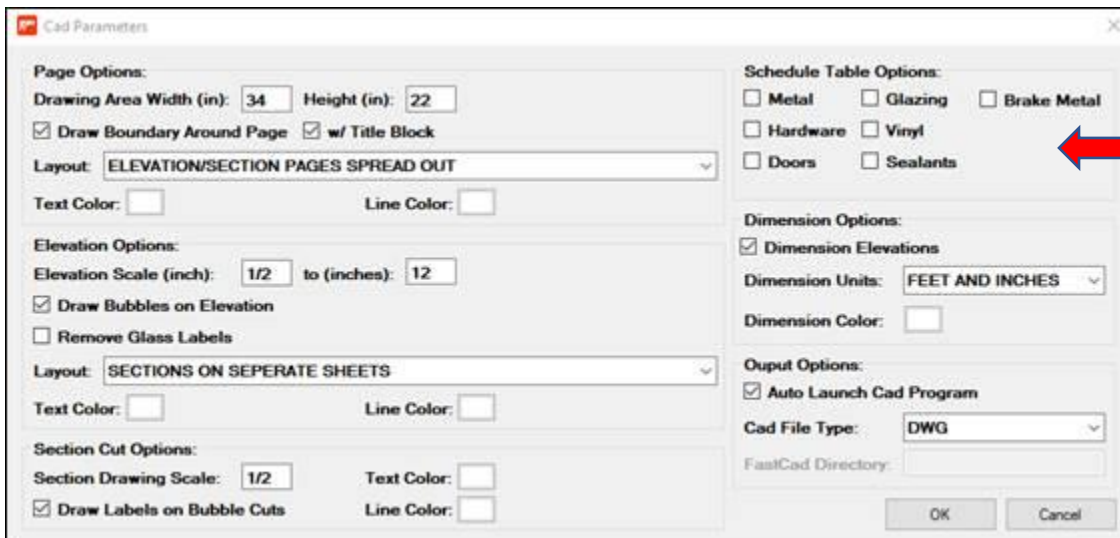 Cad Parameters
Page Options:
Drawing Area Width (in): 34 Height (in): 22
Draw Boundary Around Page w/ Title Block
Layout: ELEVATION/SECTION PAGES SPREAD OUT
Text Color: Line Color:
Elevation Options:
Elevation Scale (inch): 1/2 to (inches): 12
Draw Bubbles on Elevation
Remove Glass Labels
Layout: SECTIONS ON SEPERATE SHEETS
Text Color: Line Color:
Section Cut Options:
Section Drawing Scale: 1/2 Text Color:
Draw Labels on Bubble Cuts Line Color:
Schedule Table Options:
Metal Glazing Brake Metal
Hardware Vinyl
Doors Sealants
Dimension Options:
Dimension Elevations
Dimension Units: FEET AND INCHES
Dimension Color:
Ouput Options:
Auto Launch Cad Program
Cad File Type: DWG
FastCad Directory:
OK Cancel